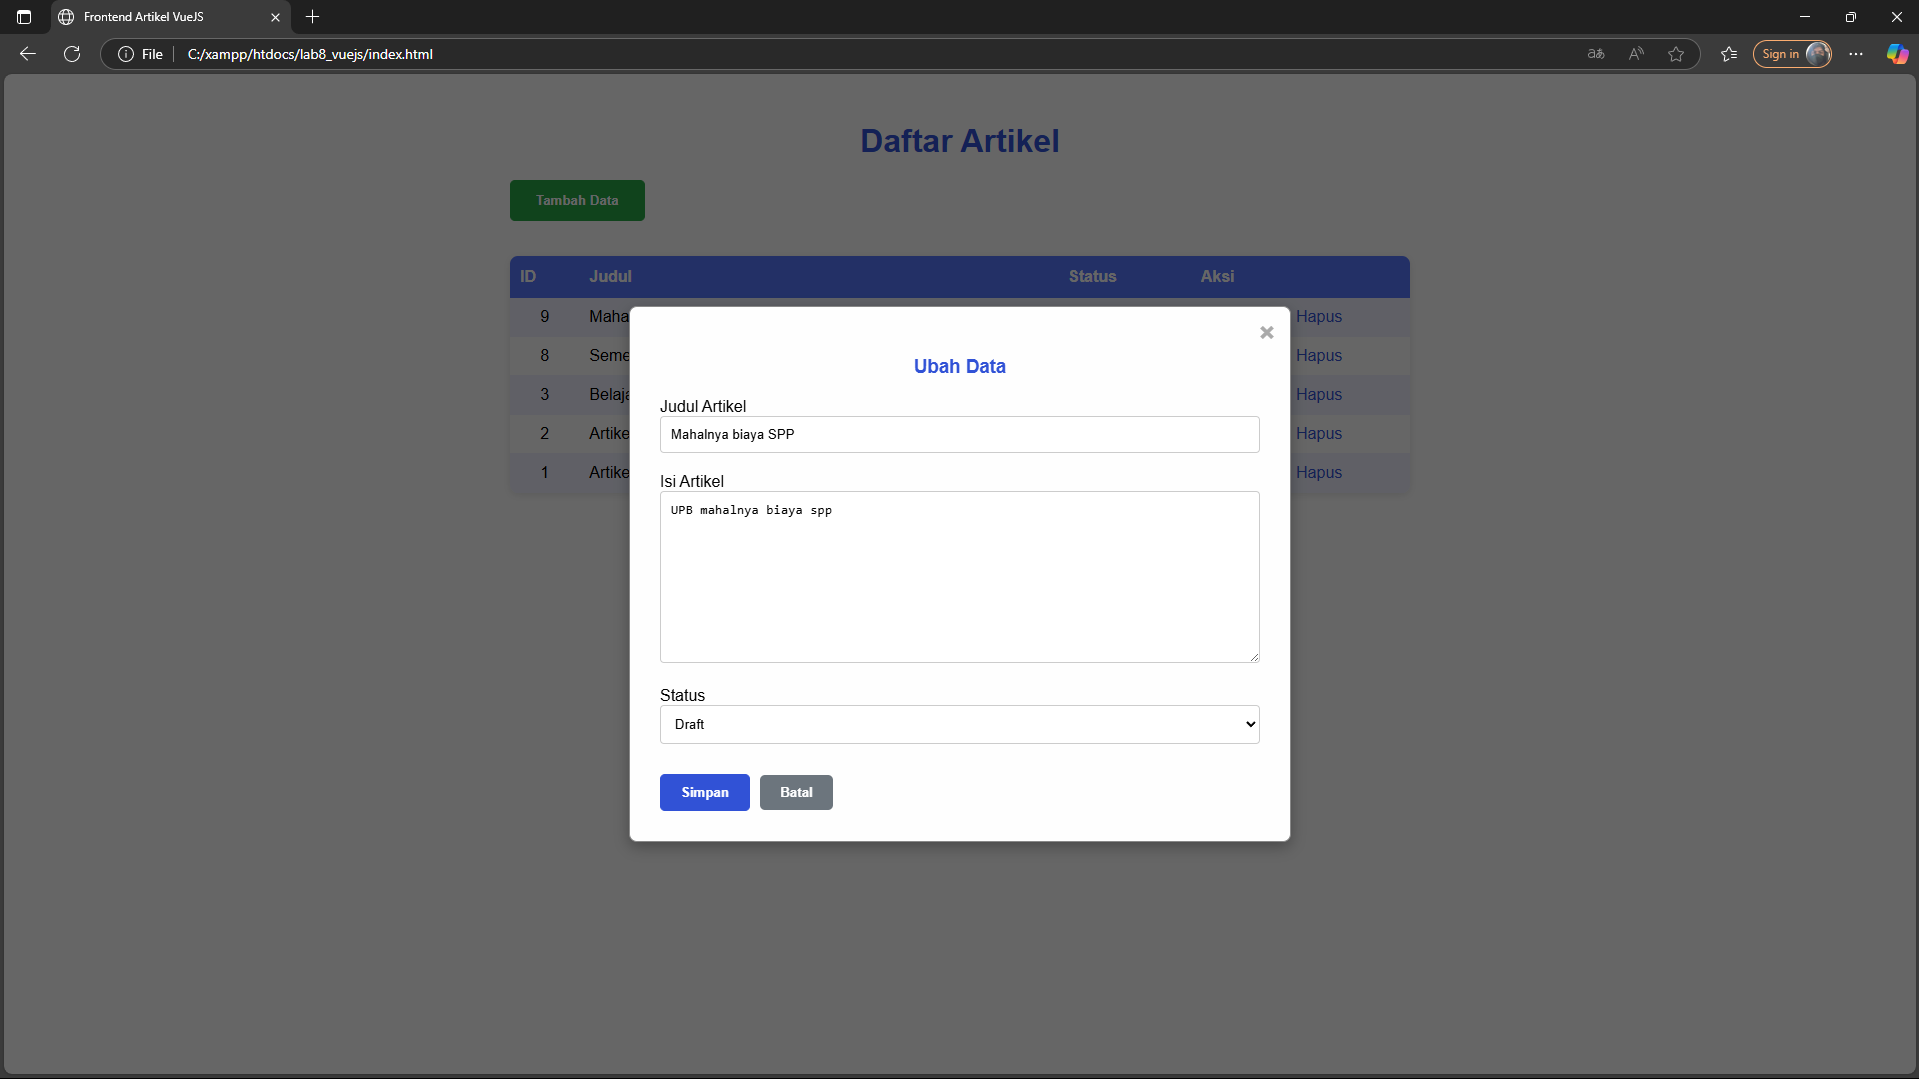 Frontend Artikel VueJS
File
C:/xampp/htdocs/lab8_vuejs/index.html
Sign in
Daftar Artikel
Tambah Data
ID Judul Status Aksi
9 Maha Hapus
8 Seme Hapus
3 Belaja Hapus
2 Artike Hapus
1 Artike Hapus
Ubah Data
Judul Artikel
Mahalnya biaya SPP
Isi Artikel
UPB mahalnya biaya spp
Status
Draft
Simpan Batal